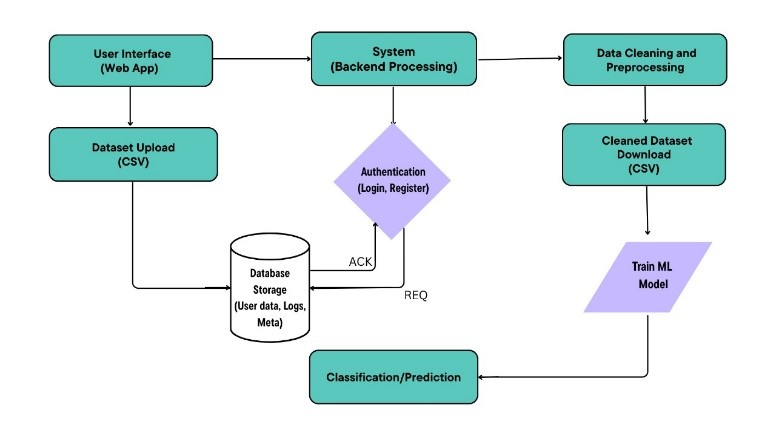 User Interface
(Web App)
System
(Backend Processing)
Data Cleaning and
Preprocessing
Dataset Upload
(CSV)
Authentication
(Login, Register)
Cleaned Dataset
Download
(CSV)
ACK
REQ
Database
Storage
(User data, Logs,
Meta)
Train ML
Model
Classification/Prediction